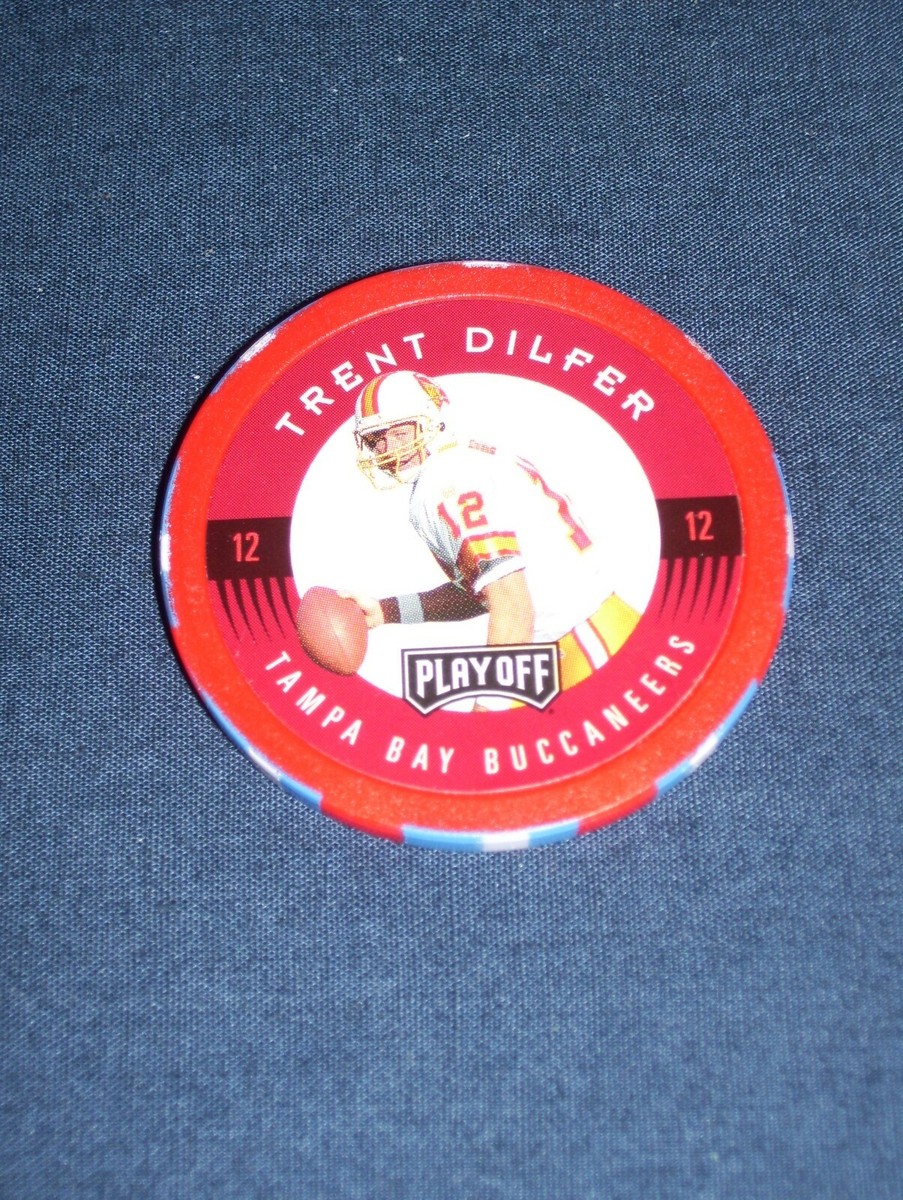 TRENT DILFER
12
12
12
PLAYOFF
TAMPA BAY BUCCANEERS